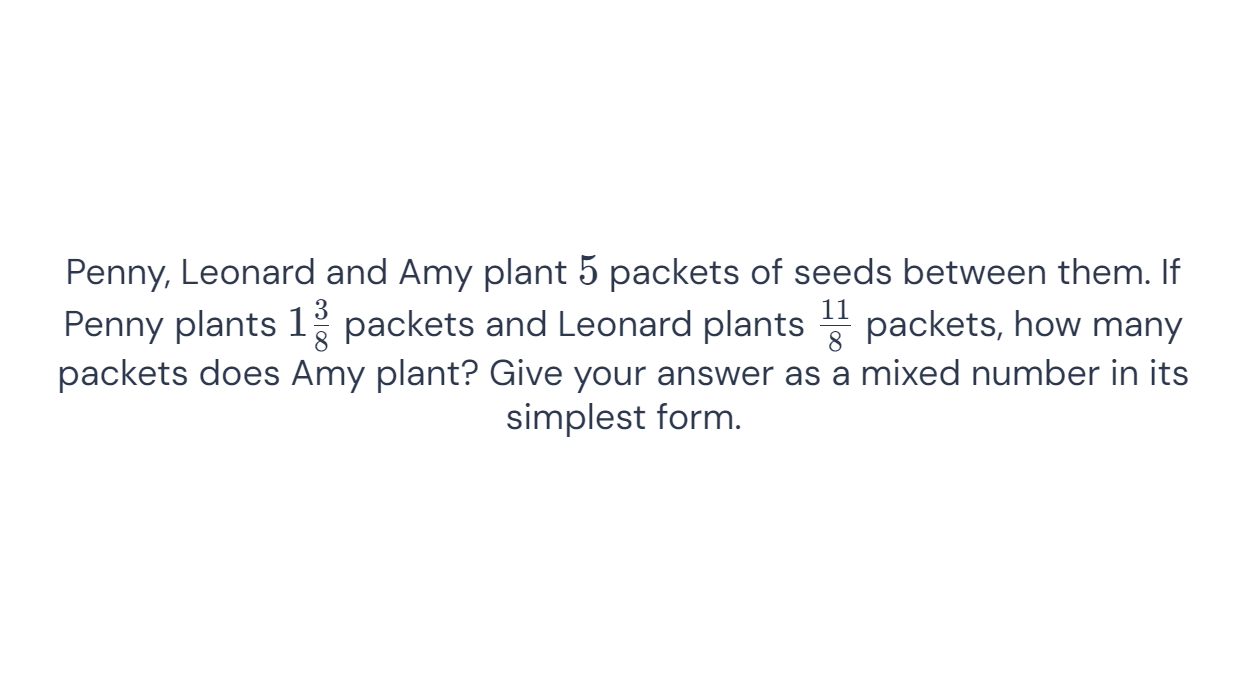 Penny, Leonard and Amy plant 5 packets of seeds between them. If
Penny plants 1 3/8 packets and Leonard plants 11/8 packets, how many
packets does Amy plant? Give your answer as a mixed number in its
simplest form.